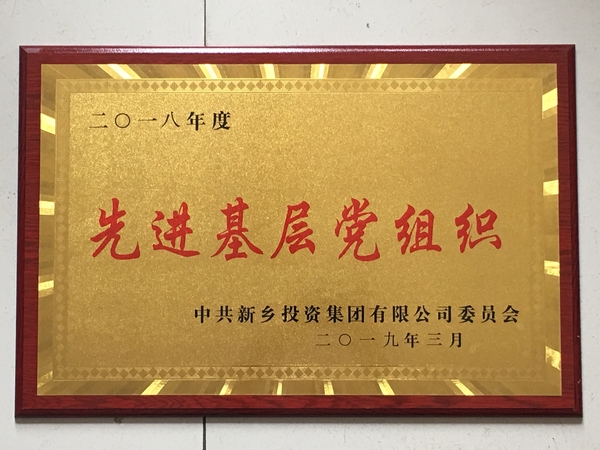 二〇一八年度
先进基层党组织
中共新乡投资集团有限公司委员会
二〇一九年三月